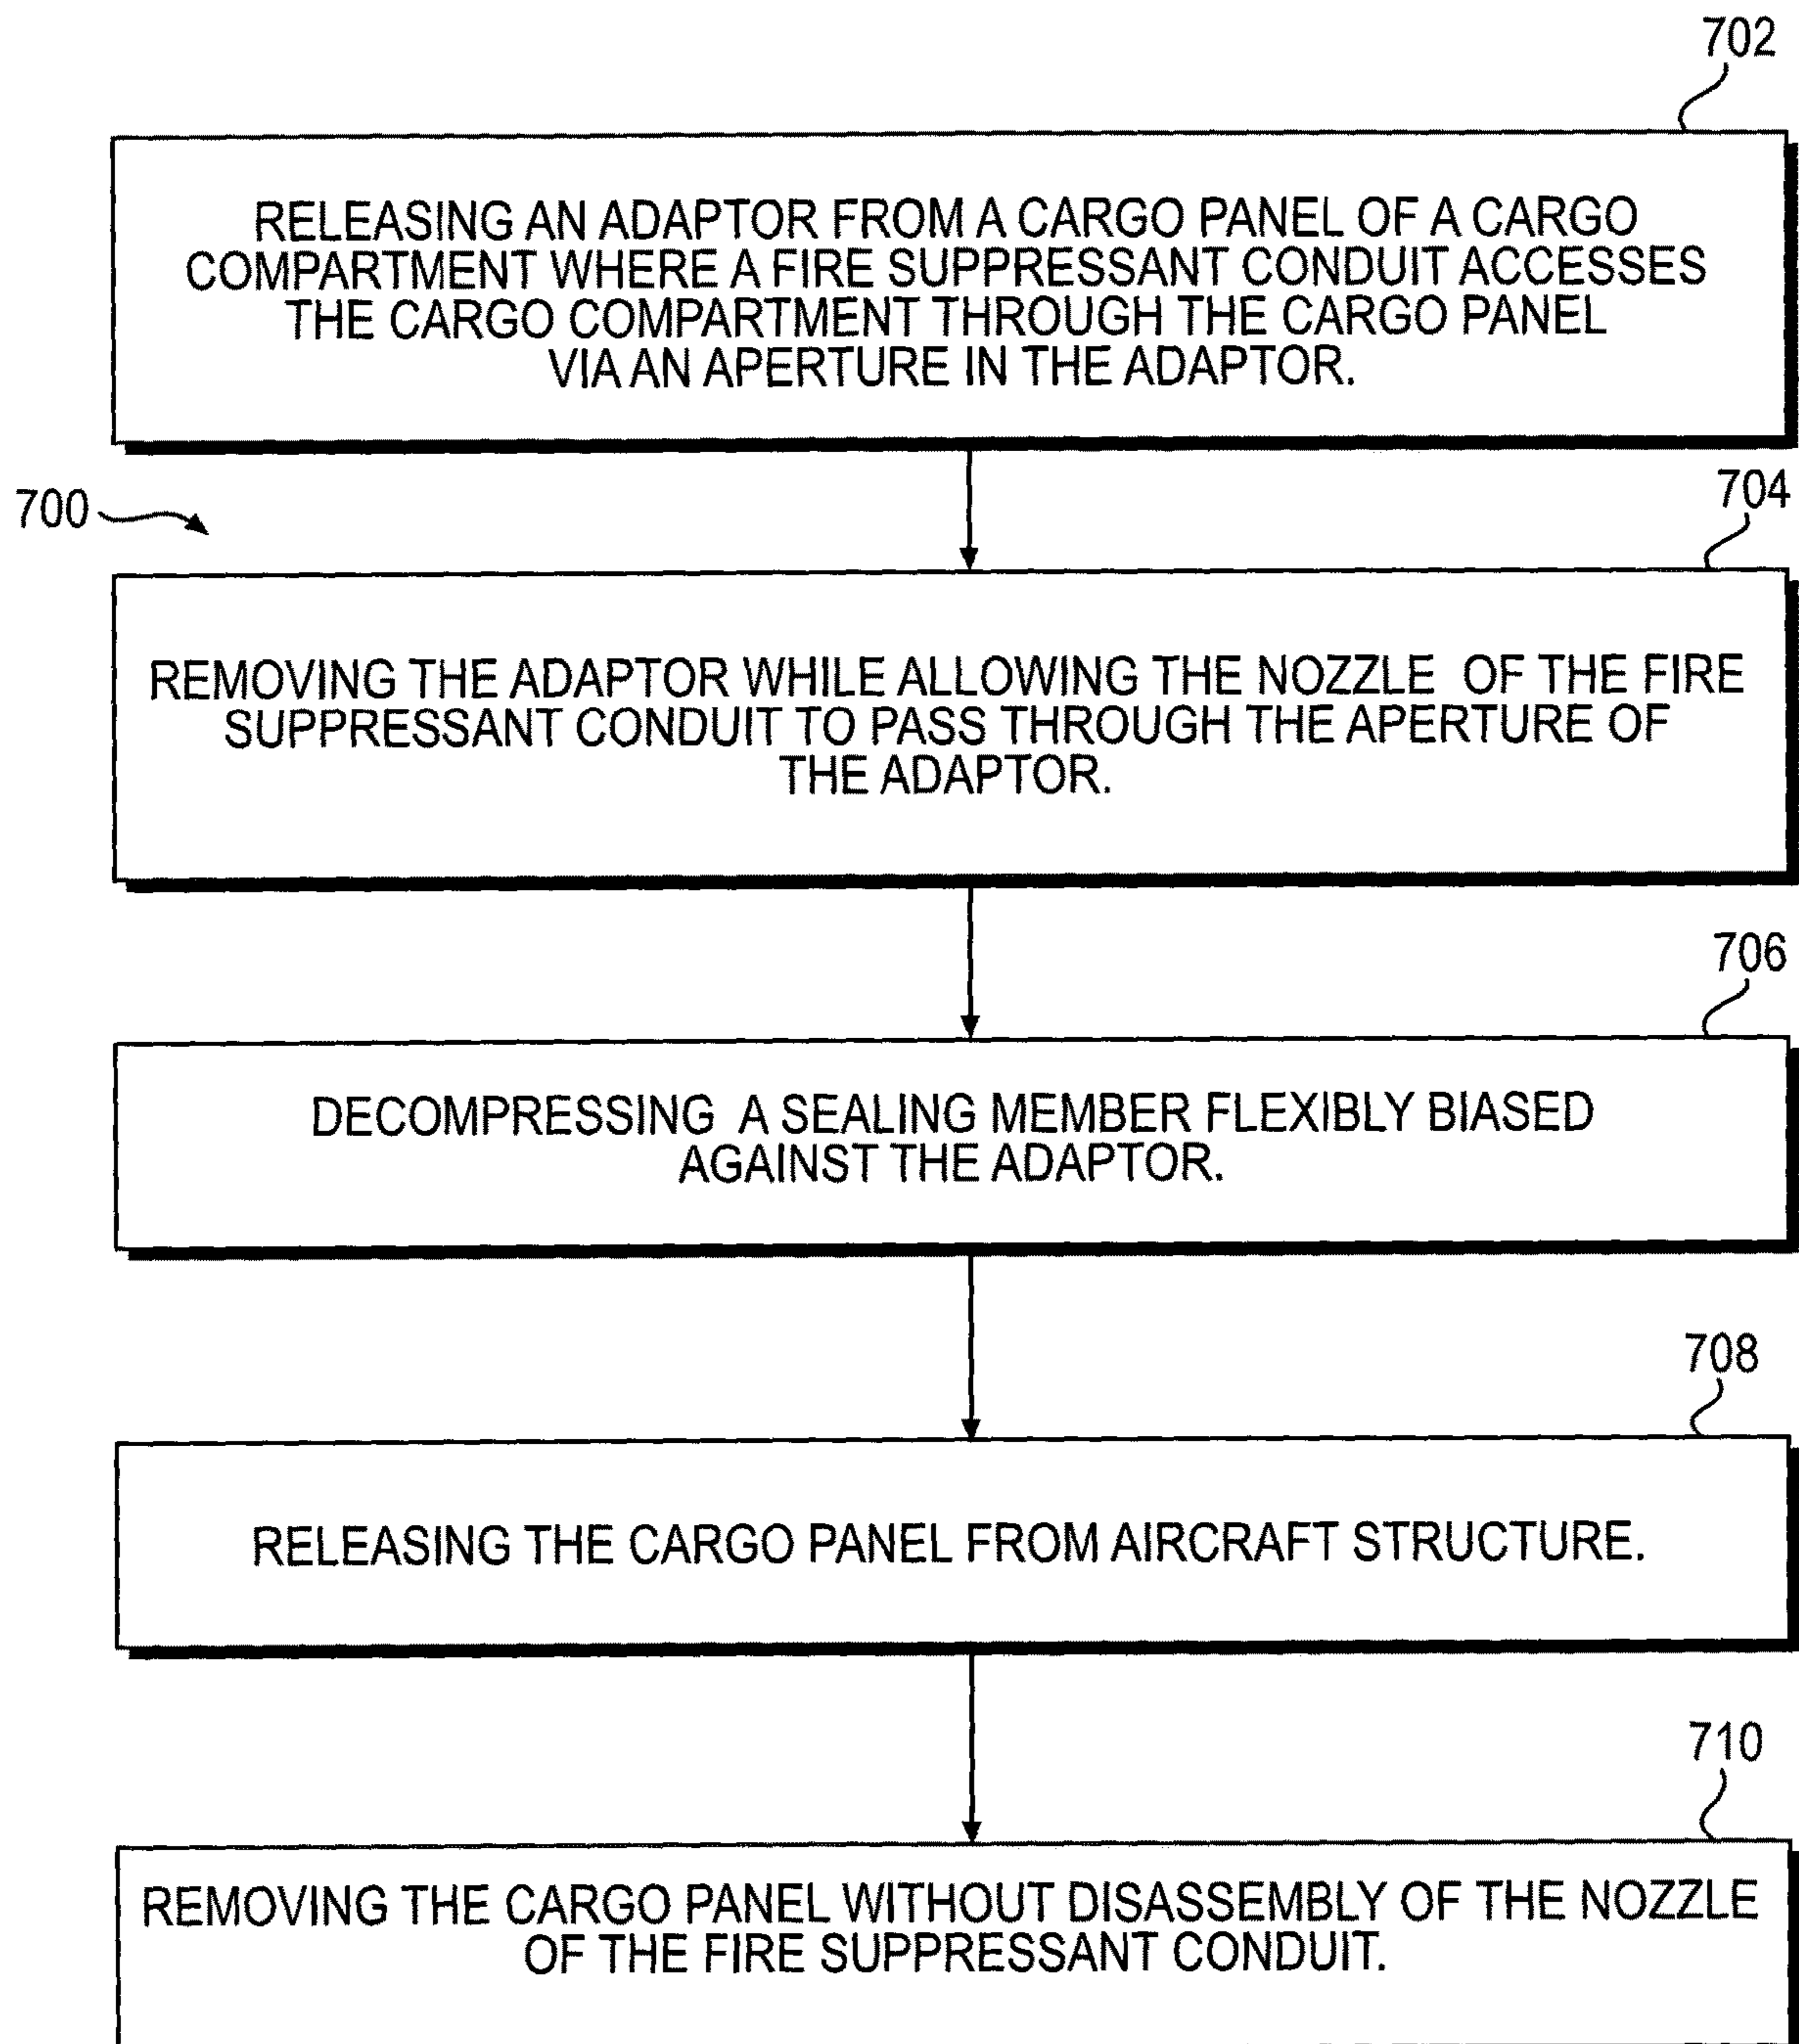 702
RELEASING AN ADAPTOR FROM A CARGO PANEL OF A CARGO
COMPARTMENT WHERE A FIRE SUPPRESSANT CONDUIT ACCESSES
THE CARGO COMPARTMENT THROUGH THE CARGO PANEL
VIA AN APERTURE IN THE ADAPTOR.
700
704
REMOVING THE ADAPTOR WHILE ALLOWING THE NOZZLE OF THE FIRE
SUPPRESSANT CONDUIT TO PASS THROUGH THE APERTURE OF
THE ADAPTOR.
706
DECOMPRESSING A SEALING MEMBER FLEXIBLY BIASED
AGAINST THE ADAPTOR.
708
RELEASING THE CARGO PANEL FROM AIRCRAFT STRUCTURE.
710
REMOVING THE CARGO PANEL WITHOUT DISASSEMBLY OF THE NOZZLE
OF THE FIRE SUPPRESSANT CONDUIT.